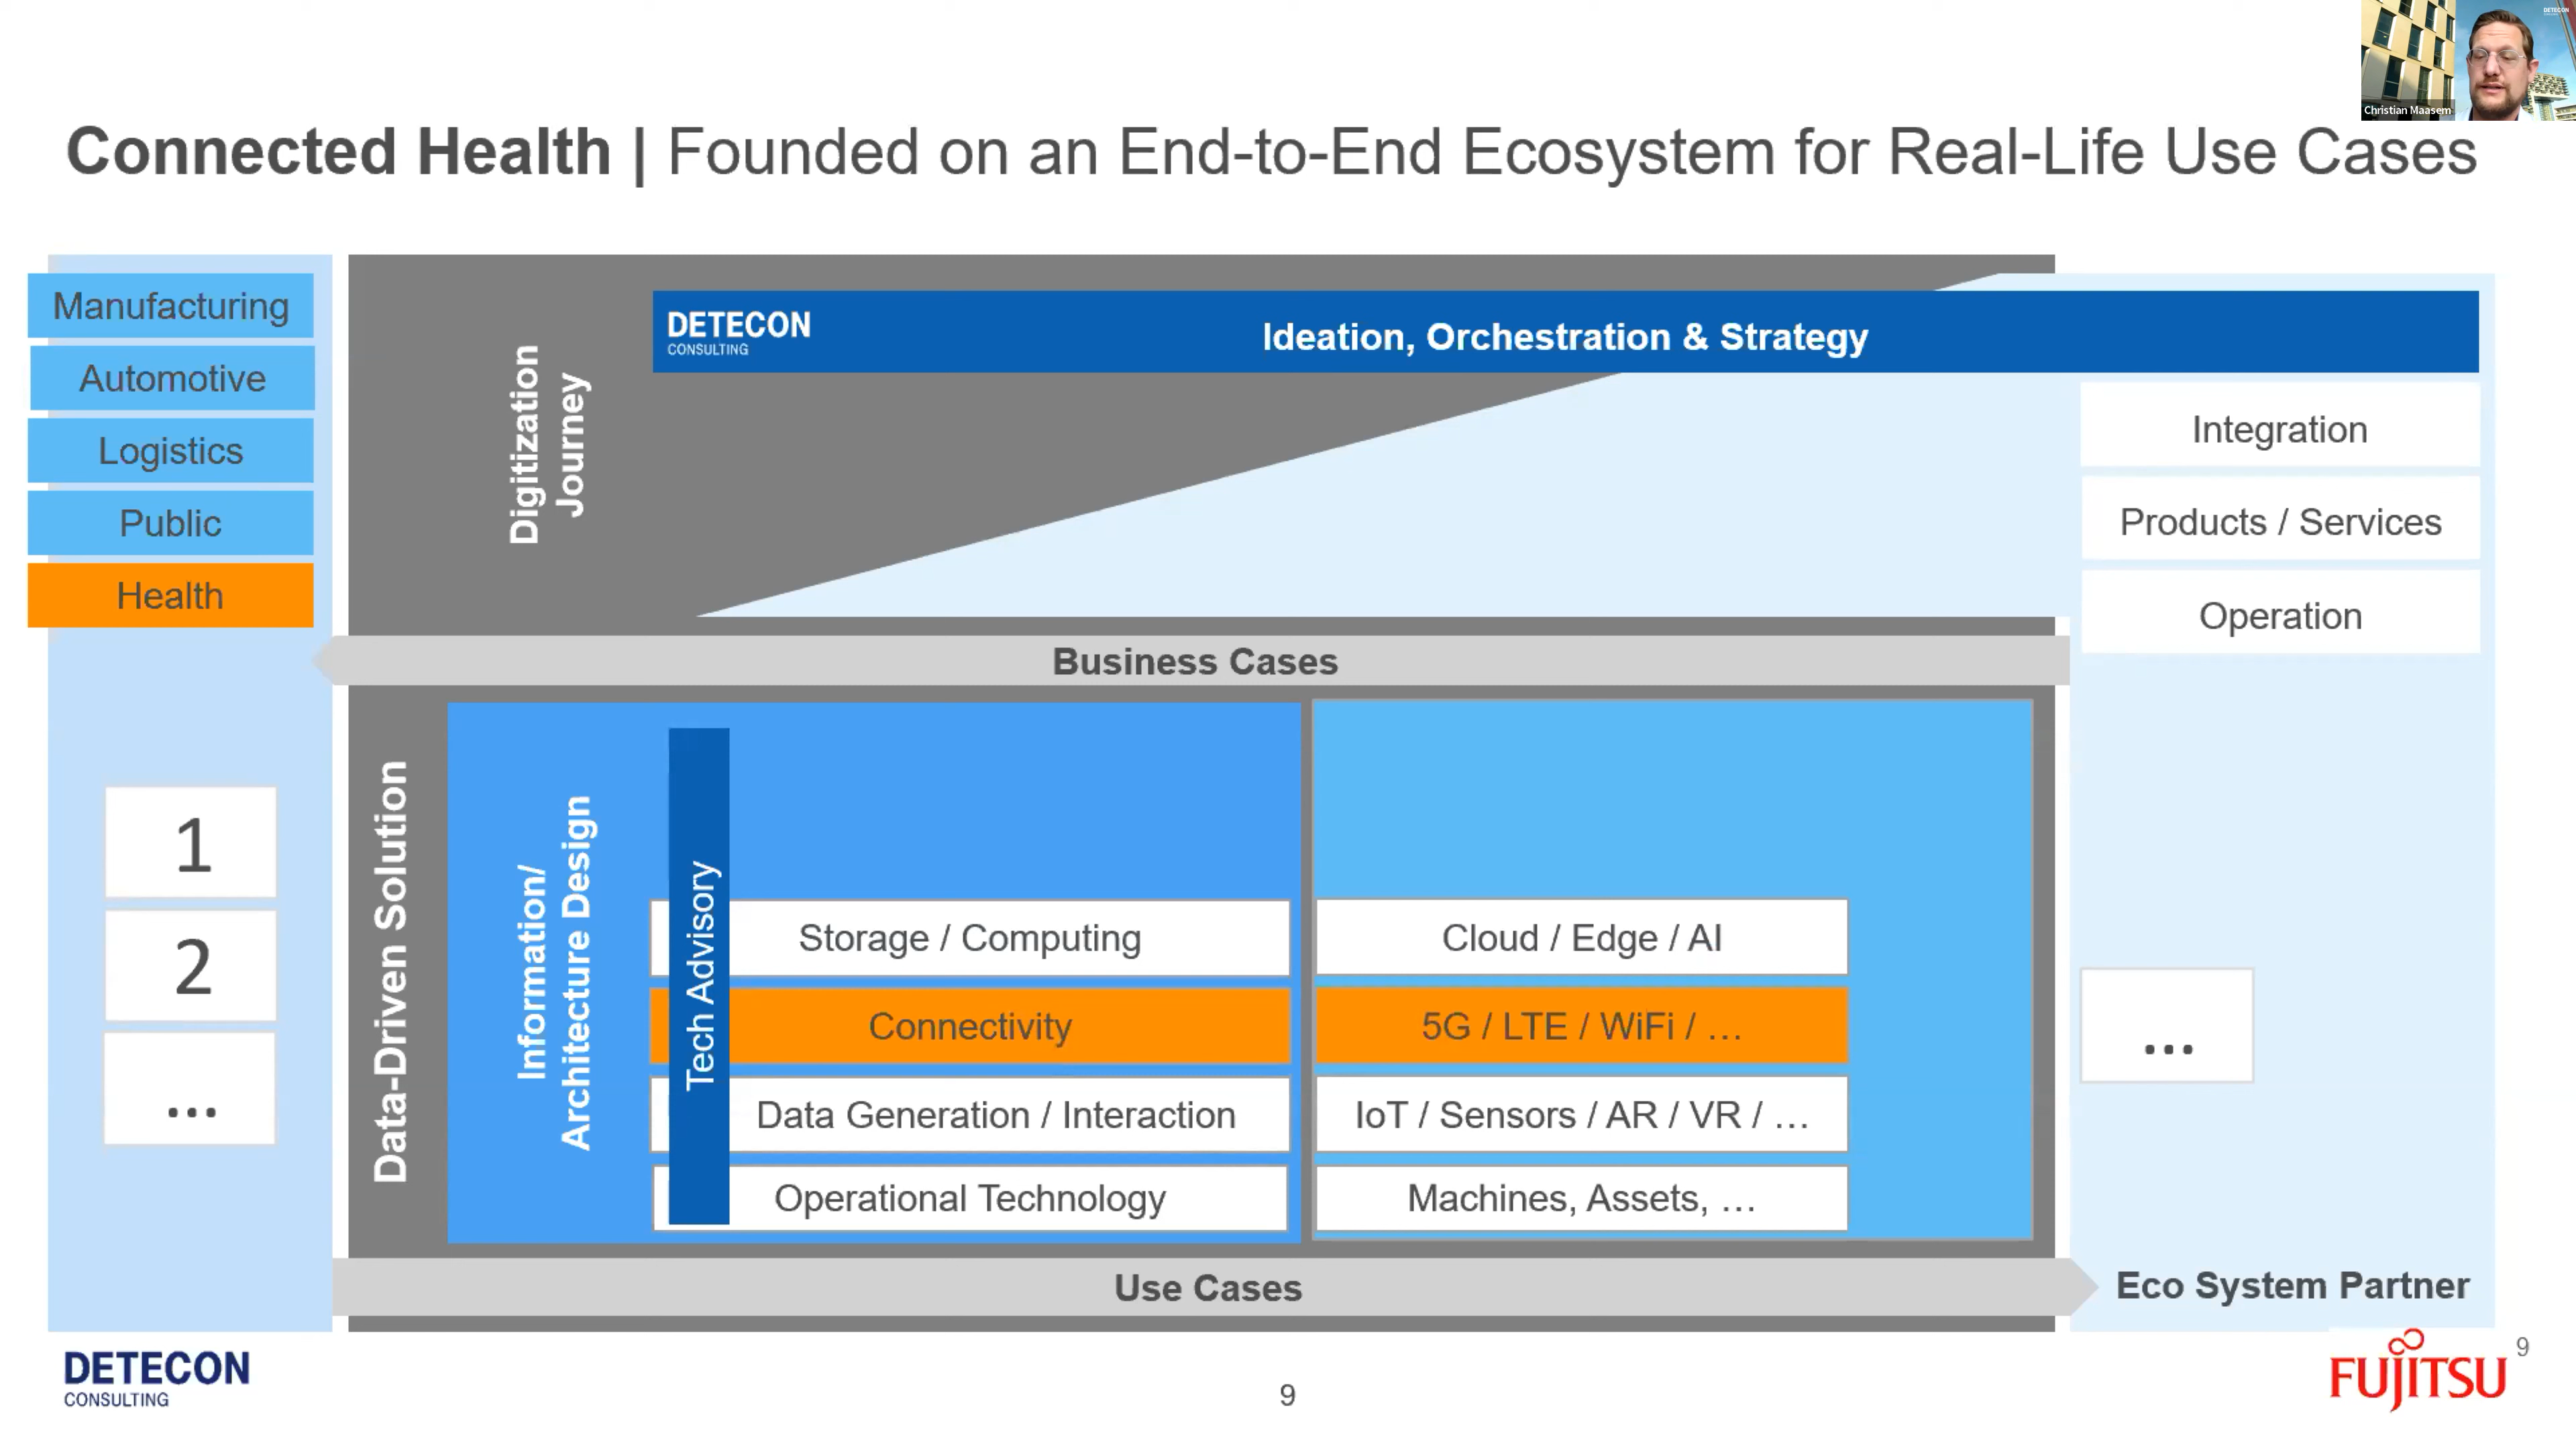 DETECON
Christian Maasem
Connected Health | Founded on an End-to-End Ecosystem for Real-Life Use Cases
Manufacturing
Automotive
Logistics
Public
Health
1
2
...
Digitization
Journey
DETECON
CONSULTING
Ideation, Orchestration & Strategy
Integration
Products / Services
Operation
Business Cases
Data-Driven Solution
Information/
Architecture Design
Tech Advisory
Storage / Computing
Cloud / Edge / AI
Connectivity
5G / LTE / WiFi / ...
Data Generation / Interaction
IoT / Sensors / AR / VR / ...
Operational Technology
Machines, Assets, ...
...
Use Cases
Eco System Partner
DETECON
CONSULTING
9
FUJITSU
9